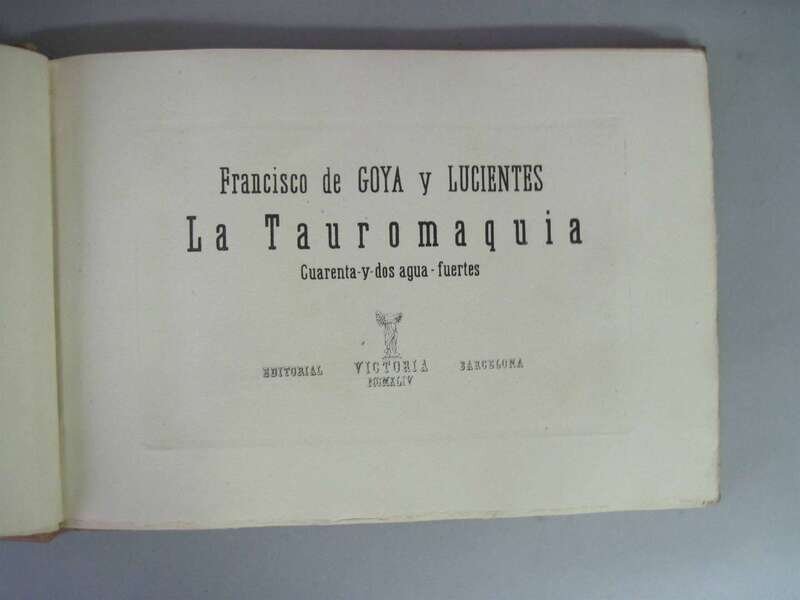 Francisco de GOYA y LUCIENTES
La Tauromaquia
Cuarenta-y-dos agua-fuertes
EDITORIAL VICTORIA BARCELONA
MCMXLIV